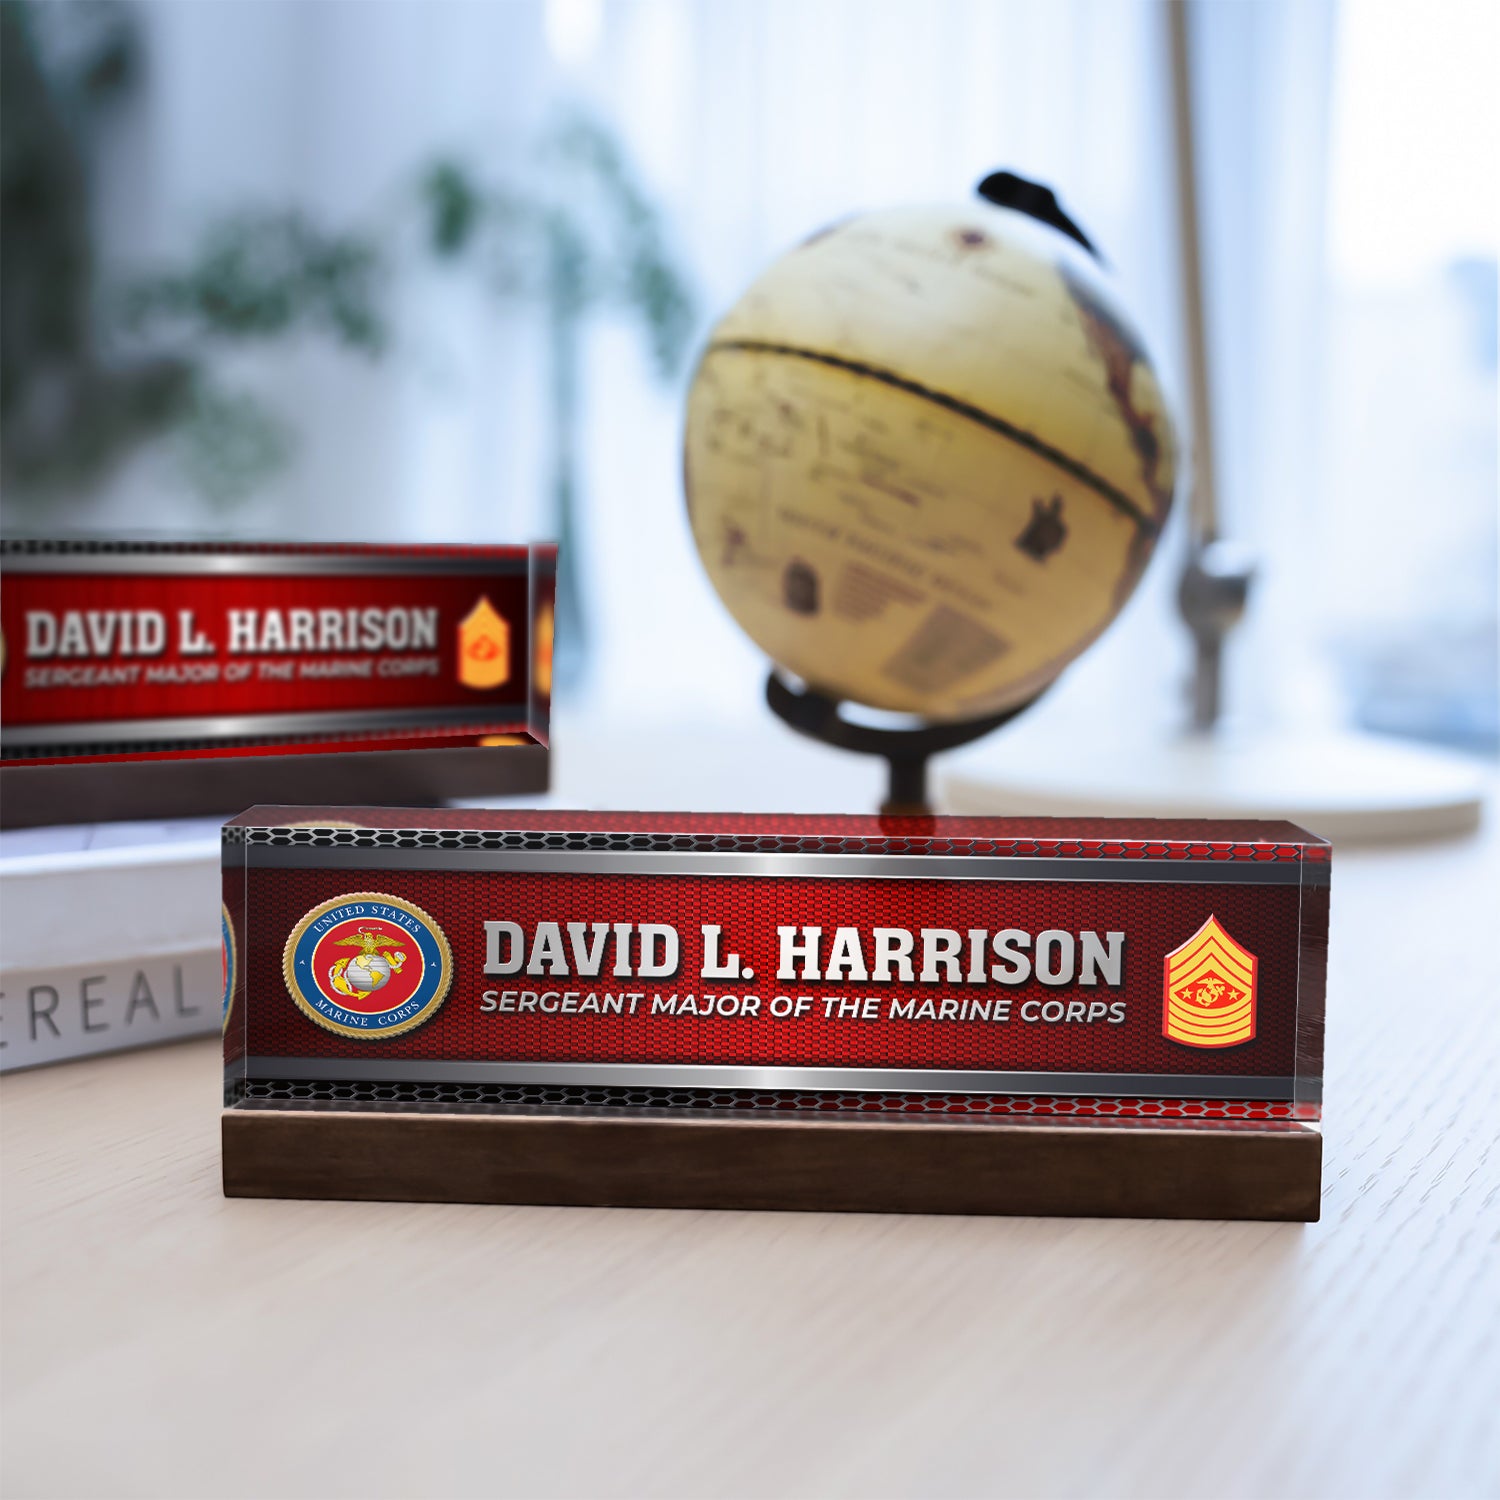 DAVID L. HARRISON
SERGEANT MAJOR OF THE MARINE CORPS
EREAL
UNITED STATES
MARINE CORPS
DAVID L. HARRISON
SERGEANT MAJOR OF THE MARINE CORPS